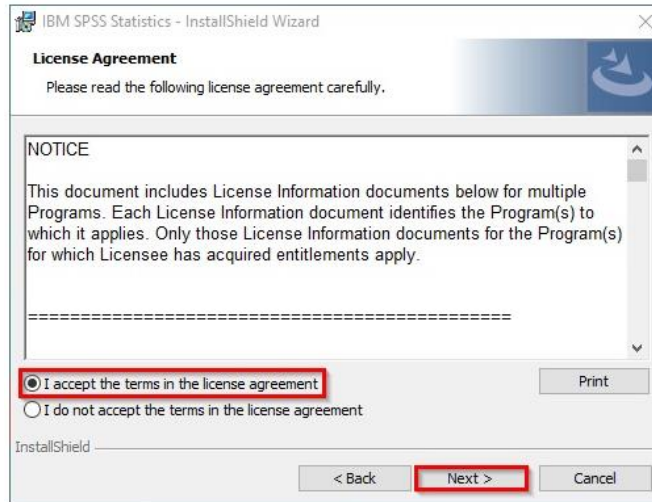 IBM SPSS Statistics - InstallShield Wizard
License Agreement
Please read the following license agreement carefully.
NOTICE
This document includes License Information documents below for multiple
Programs. Each License Information document identifies the Program(s) to
which it applies. Only those License Information documents for the Program(s)
for which Licensee has acquired entitlements apply.
==============================================
I accept the terms in the license agreement
Print
I do not accept the terms in the license agreement
InstallShield
< Back
Next >
Cancel